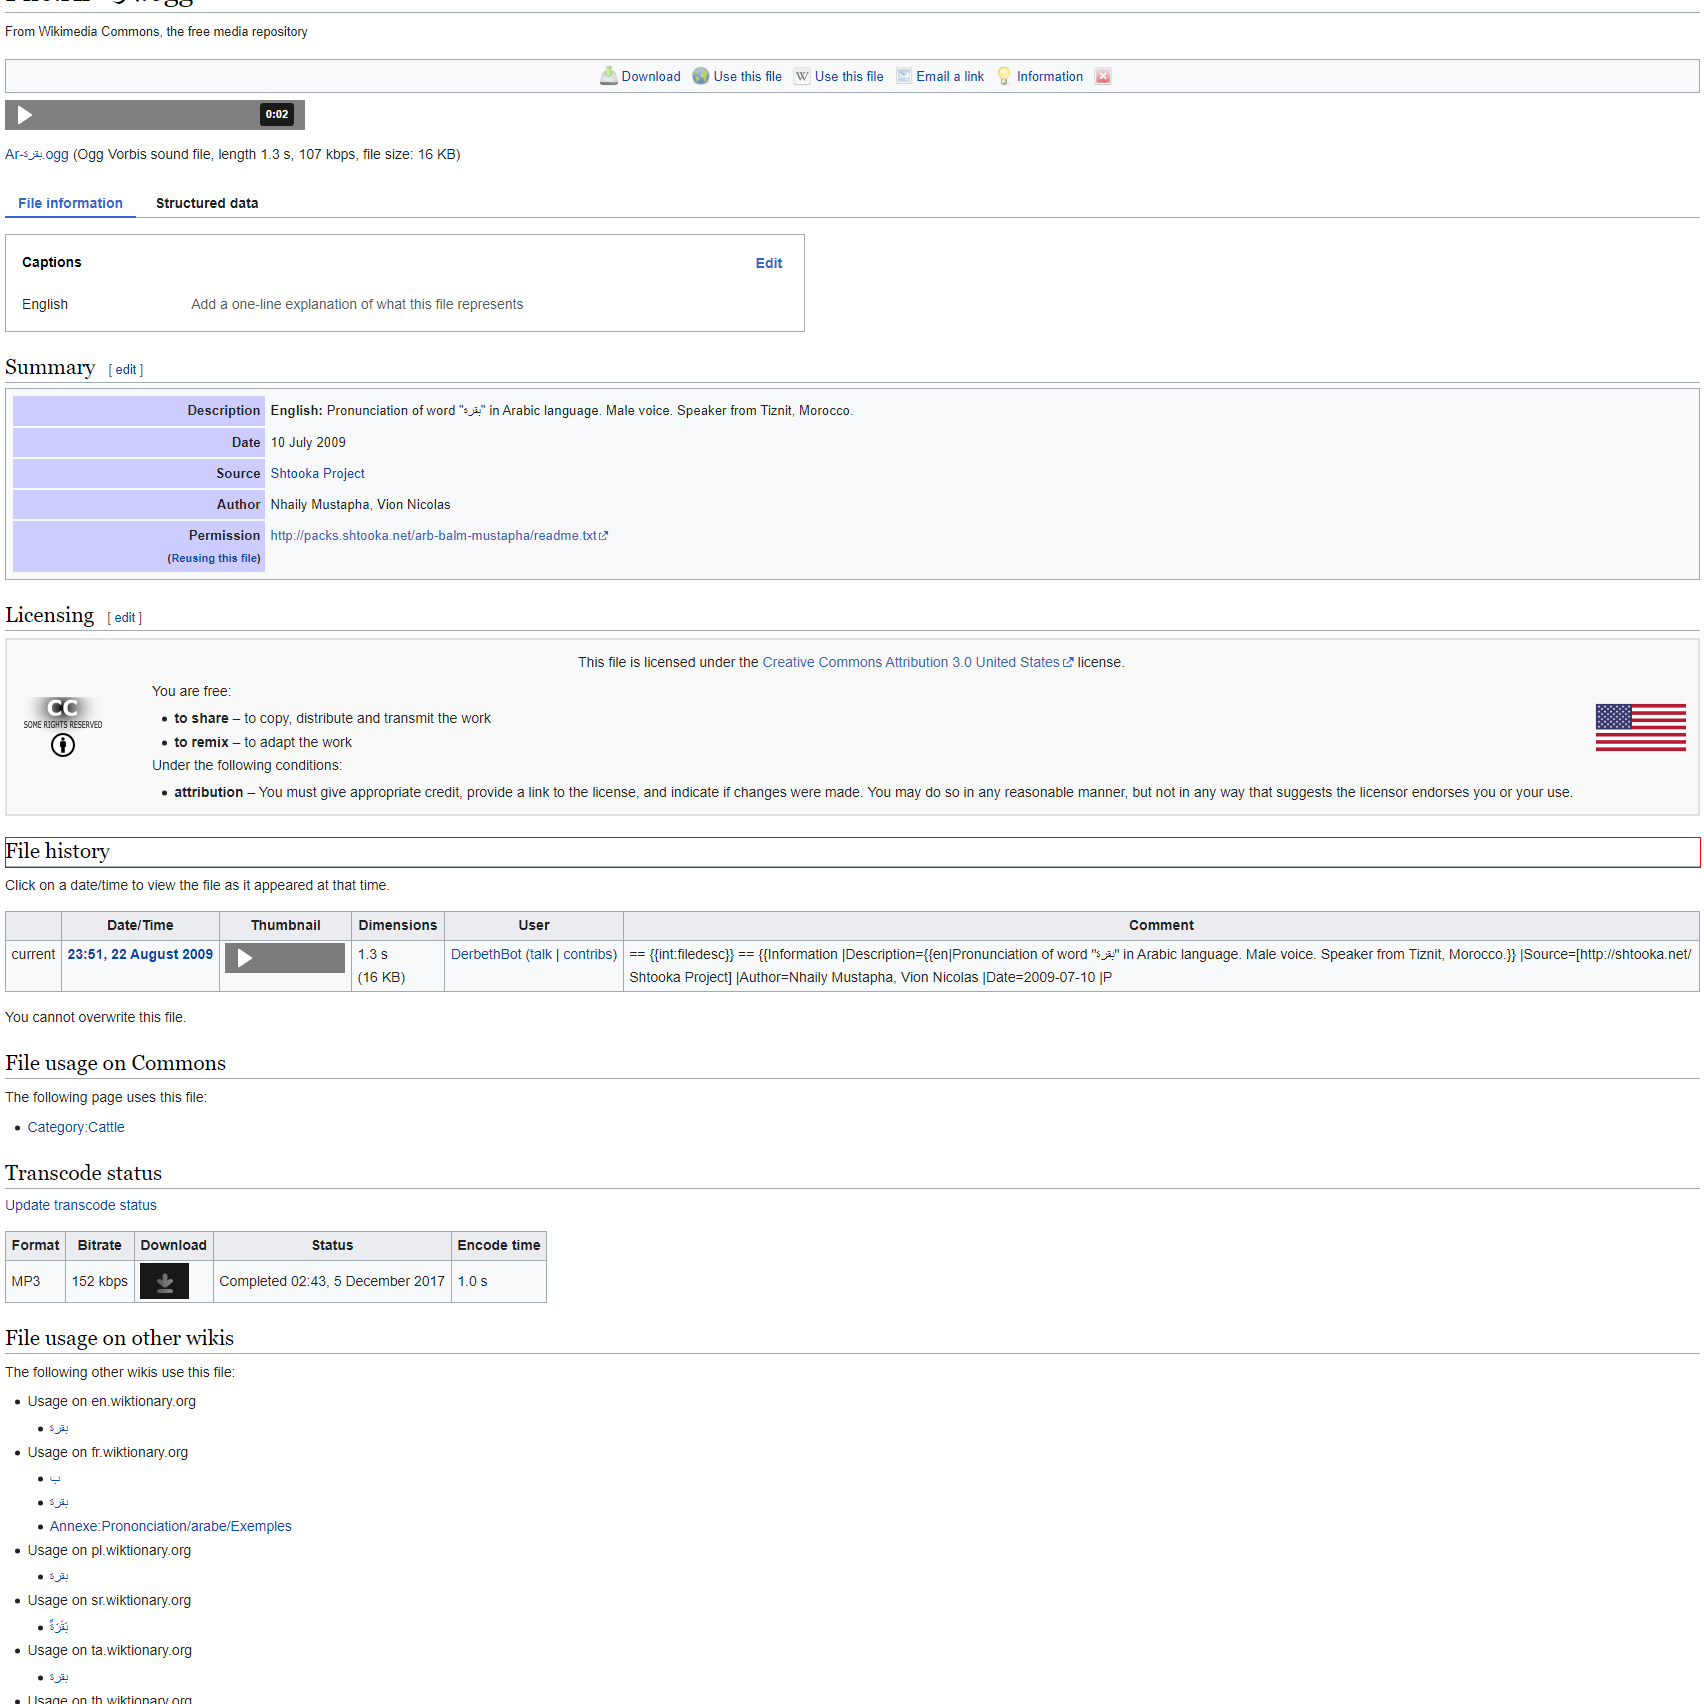 From Wikimedia Commons, the free media repository
Download Use this file Use this file Email a link Information
0:02
Ar-بقرة.ogg (Ogg Vorbis sound file, length 1.3 s, 107 kbps, file size: 16 KB)
File information Structured data
Captions Edit
English Add a one-line explanation of what this file represents
Summary [ edit ]
Description English: Pronunciation of word "بقرة" in Arabic language. Male voice. Speaker from Tiznit, Morocco.
Date 10 July 2009
Source Shtooka Project
Author Nhaily Mustapha, Vion Nicolas
Permission http://packs.shtooka.net/arb-balm-mustapha/readme.txt
(Reusing this file)
Licensing [ edit ]
This file is licensed under the Creative Commons Attribution 3.0 United States license.
You are free:
CC
SOME RIGHTS RESERVED
• to share – to copy, distribute and transmit the work
• to remix – to adapt the work
Under the following conditions:
• attribution – You must give appropriate credit, provide a link to the license, and indicate if changes were made. You may do so in any reasonable manner, but not in any way that suggests the licensor endorses you or your use.
File history
Click on a date/time to view the file as it appeared at that time.
Date/Time Thumbnail Dimensions User Comment
current 23:51, 22 August 2009 1.3 s DerbethBot (talk | contribs) == {{int:filedesc}} == {{Information |Description={{en|Pronunciation of word "بقرة" in Arabic language. Male voice. Speaker from Tiznit, Morocco.}} |Source=[http://shtooka.net/
(16 KB) Shtooka Project] |Author=Nhaily Mustapha, Vion Nicolas |Date=2009-07-10 |P
You cannot overwrite this file.
File usage on Commons
The following page uses this file:
• Category:Cattle
Transcode status
Update transcode status
Format Bitrate Download Status Encode time
MP3 152 kbps Completed 02:43, 5 December 2017 1.0 s
File usage on other wikis
The following other wikis use this file:
• Usage on en.wiktionary.org
• بقرة
• Usage on fr.wiktionary.org
• ب
• بقرة
• Annexe:Prononciation/arabe/Exemples
• Usage on pl.wiktionary.org
• بقرة
• Usage on sr.wiktionary.org
• بَقَرَةٌ
• Usage on ta.wiktionary.org
• بقرة
• Usage on th.wiktionary.org